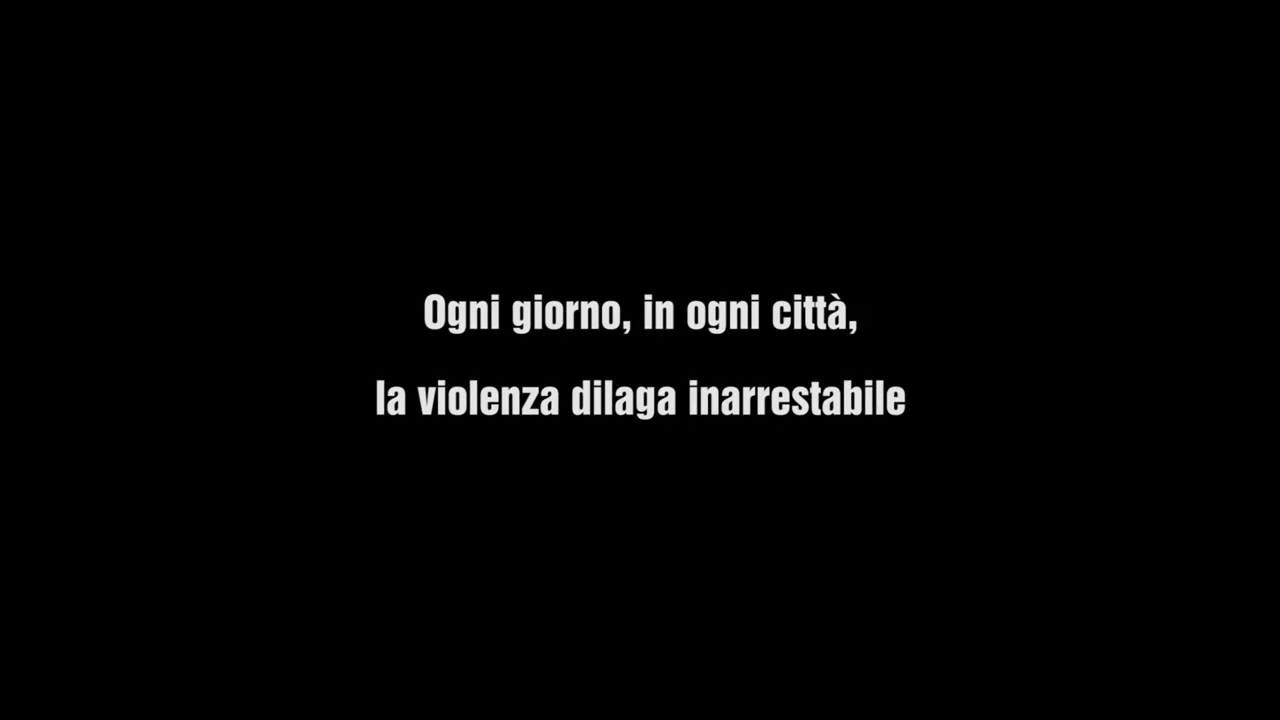 Ogni giorno, in ogni città,
la violenza dilaga inarrestabile